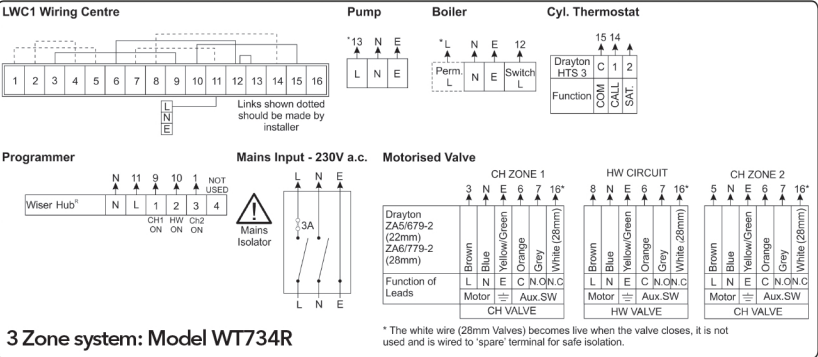 LWC1 Wiring Centre
1 2 3 4 5 6 7 8 9 10 11 12 13 14 15 16
L
N
E
Links shown dotted
should be made by
installer
Pump
*13 N E
L N E
Boiler
*L N E 12
Perm. L N E Switch L
Cyl. Thermostat
15 14
Drayton HTS 3 C 1 2
Function COM CALL SAT.
Programmer
N 11 9 10 1 NOT USED
Wiser HubR N L 1 2 3 4
CH1 ON HW ON Ch2 ON
Mains Input - 230V a.c.
L N E
3A
Mains
Isolator
L N E
Motorised Valve
CH ZONE 1
3 N E 6 7 16*
Drayton
ZA5/679-2
(22mm)
ZA6/779-2
(28mm)
Brown Blue Yellow/Green Orange Grey White (28mm)
Function of
Leads
L N E C N.O N.C
Motor Aux.SW
CH VALVE
HW CIRCUIT
8 N E 6 7 16*
Brown Blue Yellow/Green Orange Grey White (28mm)
L N E C N.O N.C
Motor Aux.SW
HW VALVE
CH ZONE 2
5 N E 6 7 16*
Brown Blue Yellow/Green Orange Grey White (28mm)
L N E C N.O N.C
Motor Aux.SW
CH VALVE
* The white wire (28mm Valves) becomes live when the valve closes, it is not
used and is wired to 'spare' terminal for safe isolation.
3 Zone system: Model WT734R